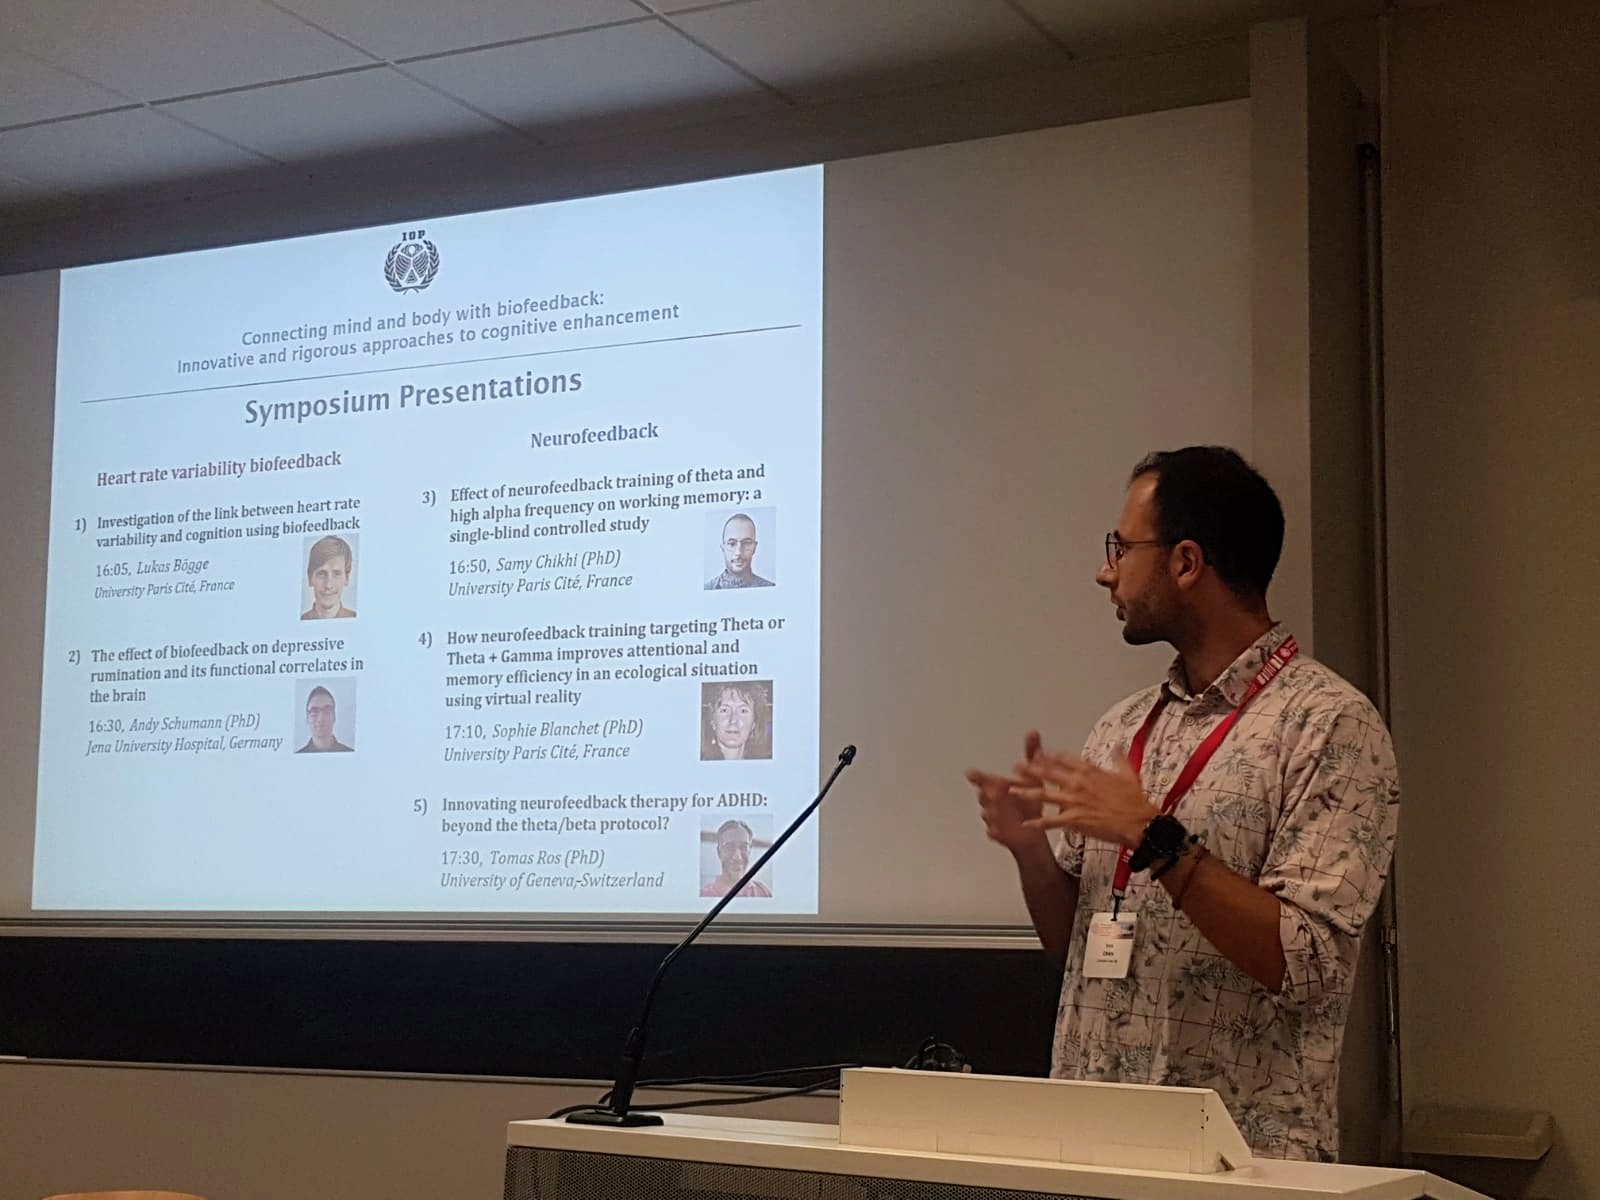 IOP
Connecting mind and body with biofeedback:
Innovative and rigorous approaches to cognitive enhancement
Symposium Presentations
Heart rate variability biofeedback
1) Investigation of the link between heart rate
variability and cognition using biofeedback
16:05, Lukas Bögge
University Paris Cité, France
2) The effect of biofeedback on depressive
rumination and its functional correlates in
the brain
16:30, Andy Schumann (PhD)
Jena University Hospital, Germany
Neurofeedback
3) Effect of neurofeedback training of theta and
high alpha frequency on working memory: a
single-blind controlled study
16:50, Samy Chikhi (PhD)
University Paris Cité, France
4) How neurofeedback training targeting Theta or
Theta + Gamma improves attentional and
memory efficiency in an ecological situation
using virtual reality
17:10, Sophie Blanchet (PhD)
University Paris Cité, France
5) Innovating neurofeedback therapy for ADHD:
beyond the theta/beta protocol?
17:30, Tomas Ros (PhD)
University of Geneva, Switzerland